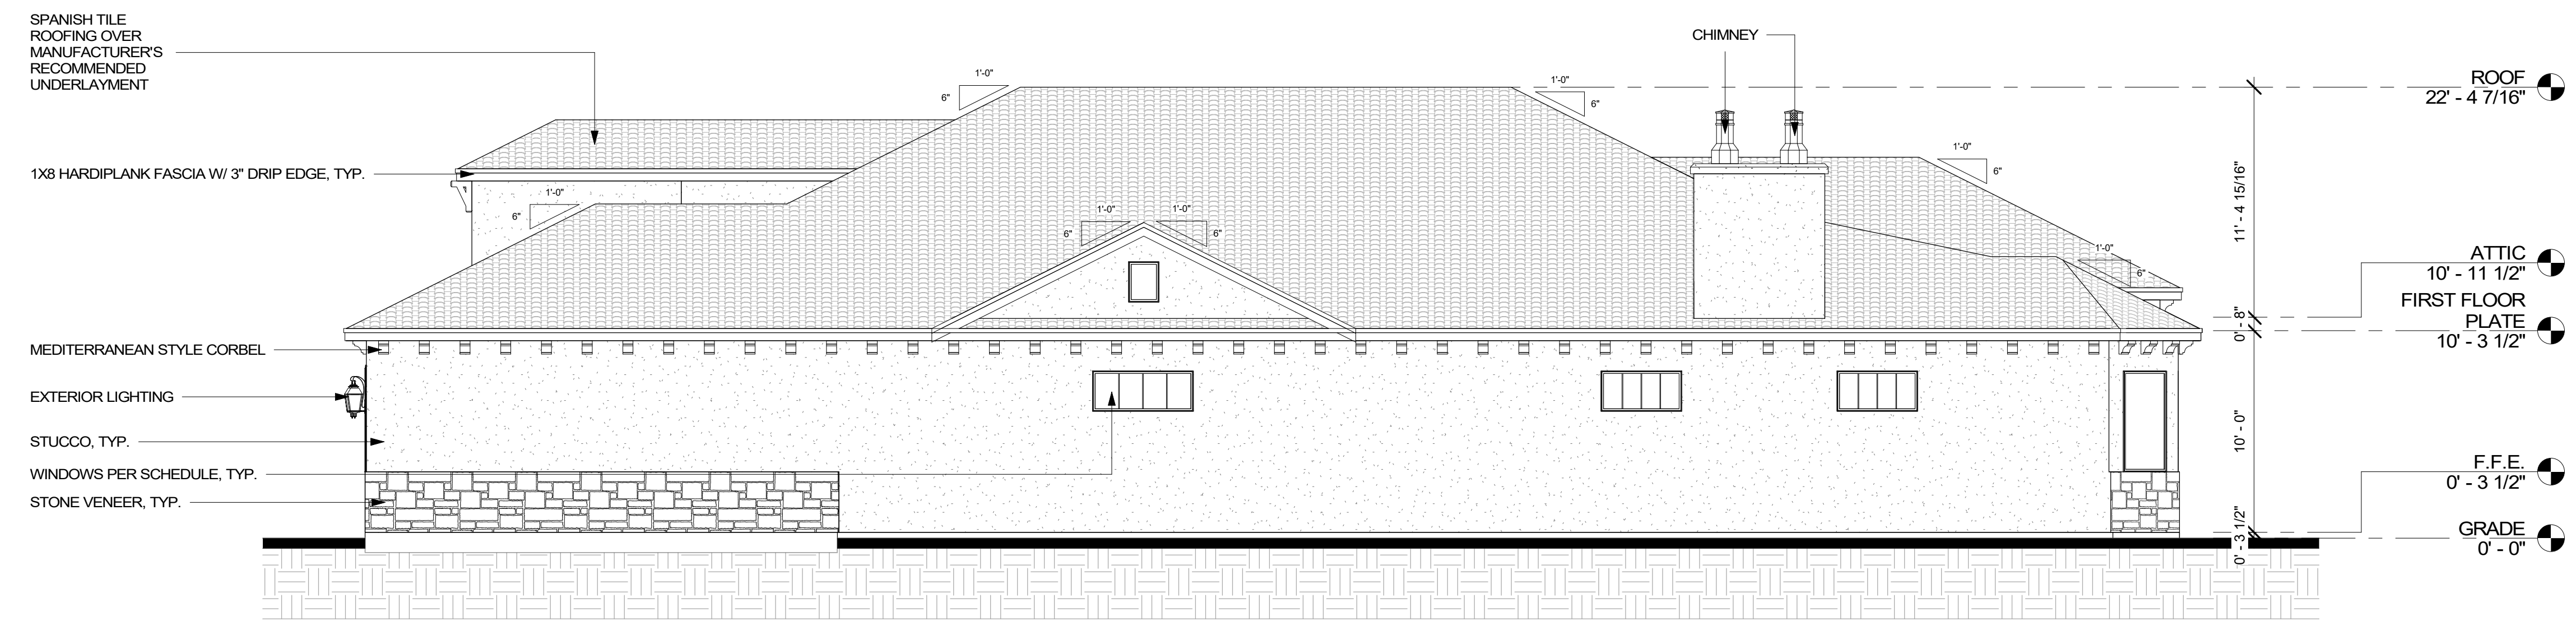 SPANISH TILE
ROOFING OVER
MANUFACTURER'S
RECOMMENDED
UNDERLAYMENT
1X8 HARDIPLANK FASCIA W/ 3" DRIP EDGE, TYP.
MEDITERRANEAN STYLE CORBEL
EXTERIOR LIGHTING
STUCCO, TYP.
WINDOWS PER SCHEDULE, TYP.
STONE VENEER, TYP.
1'-0"
6"
1'-0"
6"
1'-0"
6"
1'-0"
6"
1'-0"
6"
CHIMNEY
1'-0"
6"
1'-0"
6"
11' - 4 15/16"
0' - 8"
10' - 0"
0' - 3 1/2"
ROOF
22' - 4 7/16"
ATTIC
10' - 11 1/2"
FIRST FLOOR
PLATE
10' - 3 1/2"
F.F.E.
0' - 3 1/2"
GRADE
0' - 0"